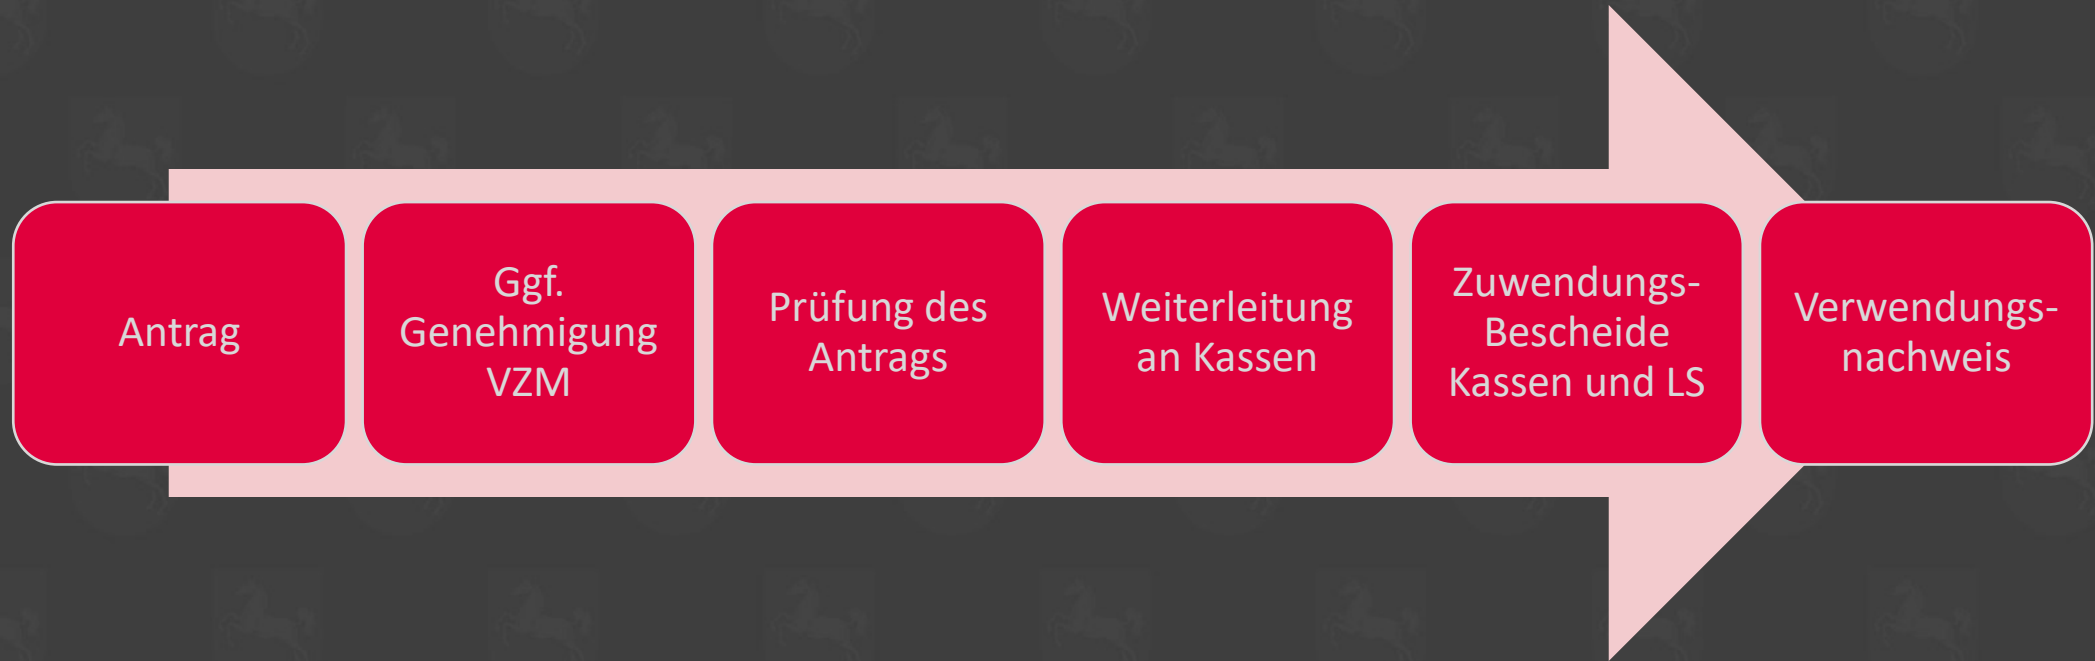 Antrag
Ggf.
Genehmigung
VZM
Prüfung des
Antrags
Weiterleitung
an Kassen
Zuwendungs-
Bescheide
Kassen und LS
Verwendungs-
nachweis